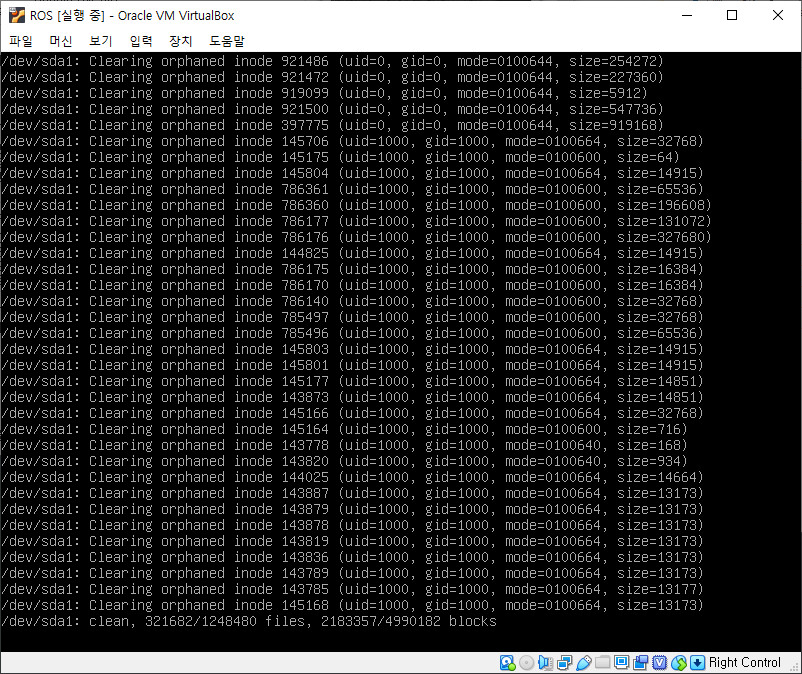 ROS [실행 중] - Oracle VM VirtualBox
파일 머신 보기 입력 장치 도움말
/dev/sda1: Clearing orphaned inode 921486 (uid=0, gid=0, mode=0100644, size=254272)
/dev/sda1: Clearing orphaned inode 921472 (uid=0, gid=0, mode=0100644, size=227360)
/dev/sda1: Clearing orphaned inode 919099 (uid=0, gid=0, mode=0100644, size=5912)
/dev/sda1: Clearing orphaned inode 921500 (uid=0, gid=0, mode=0100644, size=547736)
/dev/sda1: Clearing orphaned inode 397775 (uid=0, gid=0, mode=0100644, size=919168)
/dev/sda1: Clearing orphaned inode 145706 (uid=1000, gid=1000, mode=0100664, size=32768)
/dev/sda1: Clearing orphaned inode 145175 (uid=1000, gid=1000, mode=0100600, size=64)
/dev/sda1: Clearing orphaned inode 145804 (uid=1000, gid=1000, mode=0100664, size=14915)
/dev/sda1: Clearing orphaned inode 786361 (uid=1000, gid=1000, mode=0100600, size=65536)
/dev/sda1: Clearing orphaned inode 786360 (uid=1000, gid=1000, mode=0100600, size=196608)
/dev/sda1: Clearing orphaned inode 786177 (uid=1000, gid=1000, mode=0100600, size=131072)
/dev/sda1: Clearing orphaned inode 786176 (uid=1000, gid=1000, mode=0100600, size=327680)
/dev/sda1: Clearing orphaned inode 144825 (uid=1000, gid=1000, mode=0100664, size=14915)
/dev/sda1: Clearing orphaned inode 786175 (uid=1000, gid=1000, mode=0100600, size=16384)
/dev/sda1: Clearing orphaned inode 786170 (uid=1000, gid=1000, mode=0100600, size=16384)
/dev/sda1: Clearing orphaned inode 786140 (uid=1000, gid=1000, mode=0100600, size=32768)
/dev/sda1: Clearing orphaned inode 785497 (uid=1000, gid=1000, mode=0100600, size=32768)
/dev/sda1: Clearing orphaned inode 785496 (uid=1000, gid=1000, mode=0100600, size=65536)
/dev/sda1: Clearing orphaned inode 145803 (uid=1000, gid=1000, mode=0100664, size=14915)
/dev/sda1: Clearing orphaned inode 145801 (uid=1000, gid=1000, mode=0100664, size=14915)
/dev/sda1: Clearing orphaned inode 145177 (uid=1000, gid=1000, mode=0100664, size=14851)
/dev/sda1: Clearing orphaned inode 143873 (uid=1000, gid=1000, mode=0100664, size=14851)
/dev/sda1: Clearing orphaned inode 145166 (uid=1000, gid=1000, mode=0100664, size=32768)
/dev/sda1: Clearing orphaned inode 145164 (uid=1000, gid=1000, mode=0100600, size=716)
/dev/sda1: Clearing orphaned inode 143778 (uid=1000, gid=1000, mode=0100640, size=168)
/dev/sda1: Clearing orphaned inode 143820 (uid=1000, gid=1000, mode=0100640, size=934)
/dev/sda1: Clearing orphaned inode 144025 (uid=1000, gid=1000, mode=0100664, size=14664)
/dev/sda1: Clearing orphaned inode 143887 (uid=1000, gid=1000, mode=0100664, size=13173)
/dev/sda1: Clearing orphaned inode 143879 (uid=1000, gid=1000, mode=0100664, size=13173)
/dev/sda1: Clearing orphaned inode 143878 (uid=1000, gid=1000, mode=0100664, size=13173)
/dev/sda1: Clearing orphaned inode 143819 (uid=1000, gid=1000, mode=0100664, size=13173)
/dev/sda1: Clearing orphaned inode 143836 (uid=1000, gid=1000, mode=0100664, size=13173)
/dev/sda1: Clearing orphaned inode 143789 (uid=1000, gid=1000, mode=0100664, size=13173)
/dev/sda1: Clearing orphaned inode 143785 (uid=1000, gid=1000, mode=0100664, size=13177)
/dev/sda1: Clearing orphaned inode 145168 (uid=1000, gid=1000, mode=0100664, size=13173)
/dev/sda1: clean, 321682/1248480 files, 2183357/4990182 blocks
Right Control